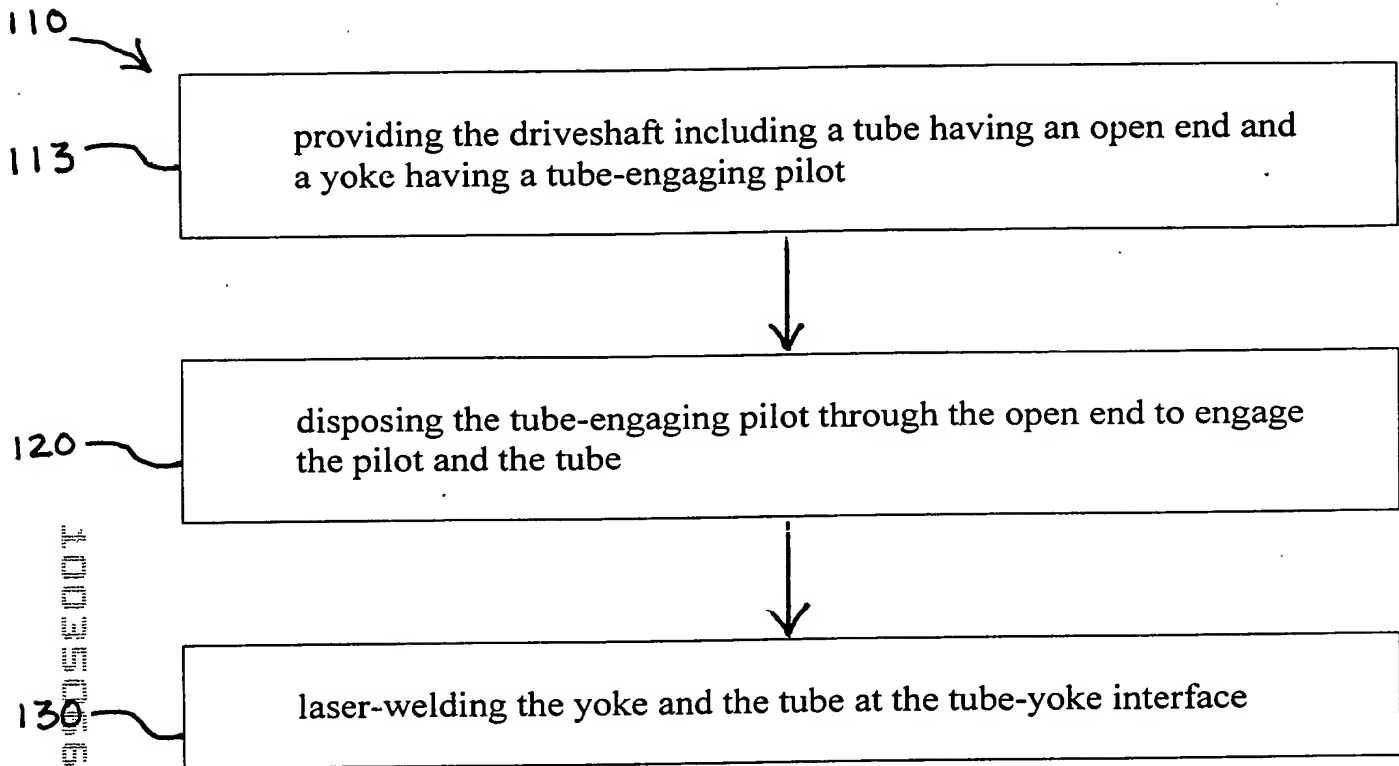 110
113
providing the driveshaft including a tube having an open end and
a yoke having a tube-engaging pilot
120
disposing the tube-engaging pilot through the open end to engage
the pilot and the tube
130
laser-welding the yoke and the tube at the tube-yoke interface